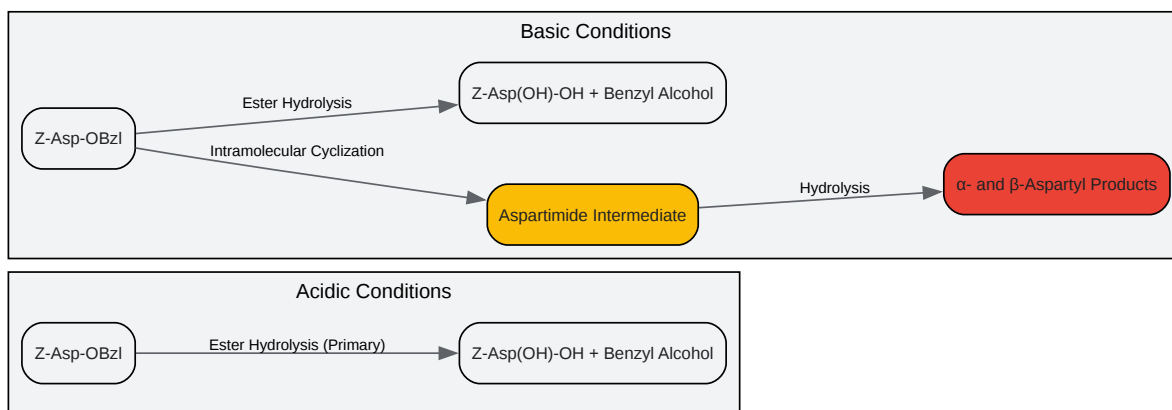 Basic Conditions
Z-Asp-OBzl
Ester Hydrolysis
Z-Asp(OH)-OH + Benzyl Alcohol
Intramolecular Cyclization
Aspartimide Intermediate
Hydrolysis
α- and β-Aspartyl Products
Acidic Conditions
Z-Asp-OBzl
Ester Hydrolysis (Primary)
Z-Asp(OH)-OH + Benzyl Alcohol